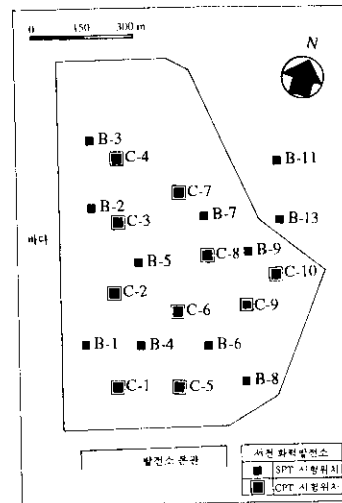 0 150 300 m
N
B-3
C-4
B-11
C-7
B-2
B-7
C-3
B-13
바다
B-9
C-8
B-5
C-10
C-2
C-9
C-6
B-1
B-4
B-6
B-8
C-1
C-5
발전소 본관
서천 화력발전소
SPT 시험위치
CPT 시험위치